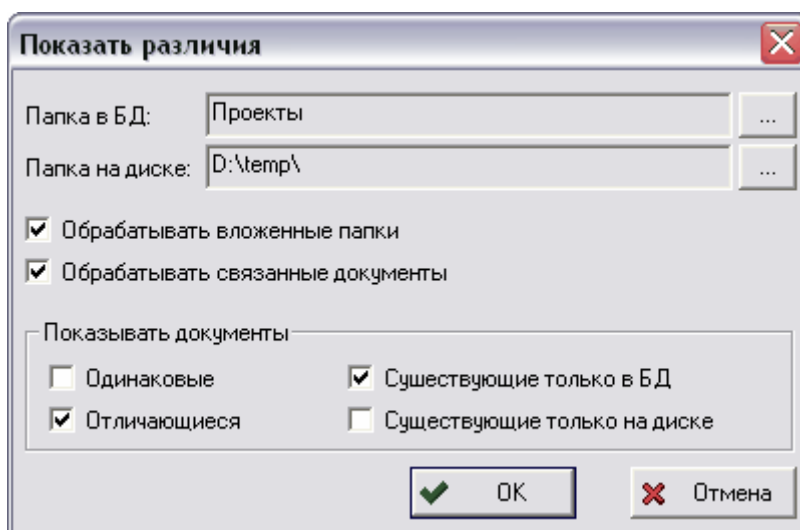 Показать различия
Папка в БД: Проекты ...
Папка на диске: D:\temp\ ...
Обрабатывать вложенные папки
Обрабатывать связанные документы
Показывать документы
Одинаковые Сушествующие только в БД
Отличающиеся Существующие только на диске
OK Отмена